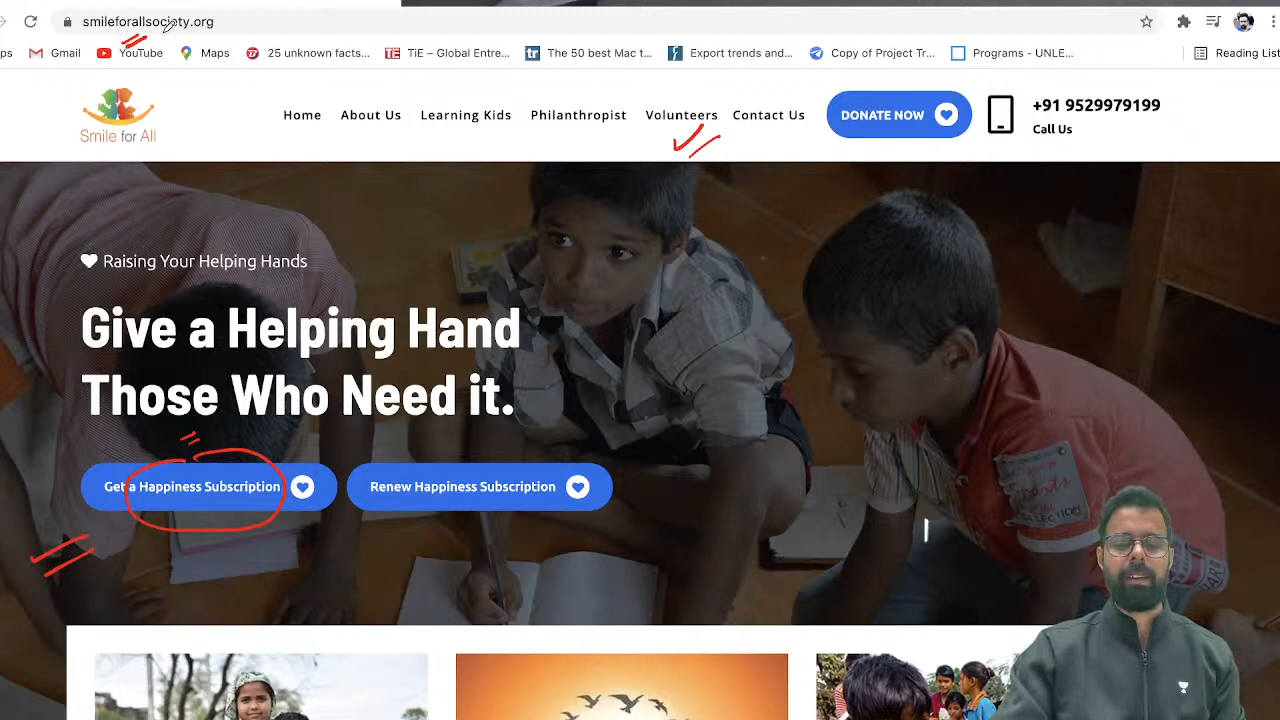 smileforallsociety.org
ps Gmail YouTube Maps 25 unknown facts... TiE – Global Entre... The 50 best Mac t... Export trends and... Copy of Project Tr... Programs - UNLE... Reading List
Smile for All
Home About Us Learning Kids Philanthropist Volunteers Contact Us DONATE NOW
+91 9529979199
Call Us
Raising Your Helping Hands
Give a Helping Hand
Those Who Need it.
Get a Happiness Subscription Renew Happiness Subscription